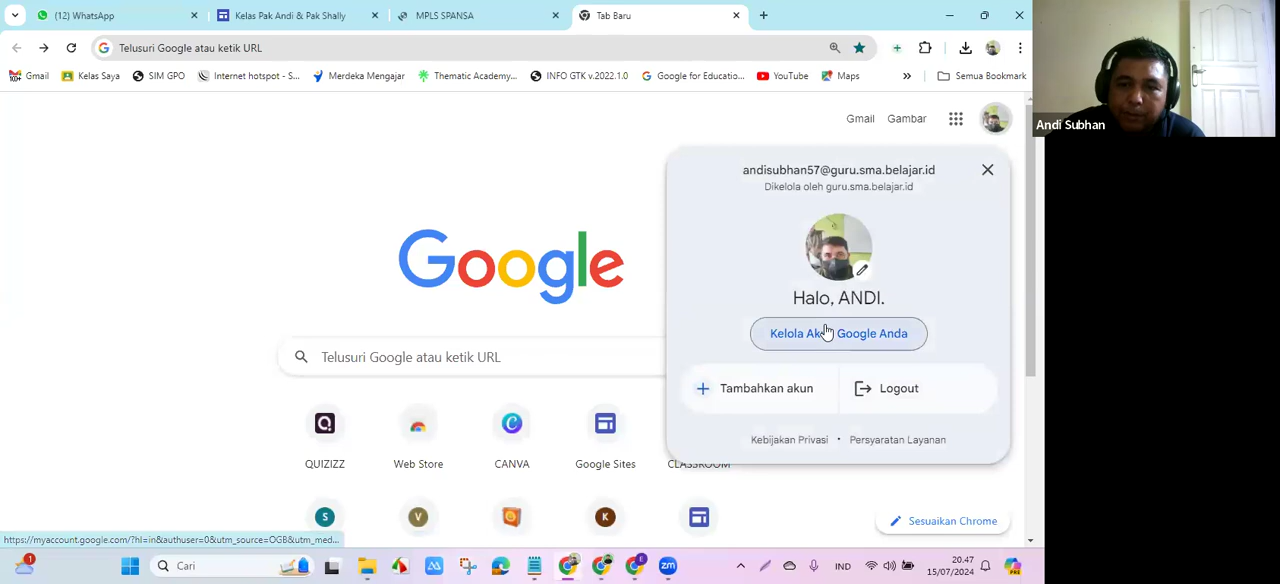 (12) WhatsApp
Kelas Pak Andi & Pak Shally
MPLS SPANSA
Tab Baru
Telusuri Google atau ketik URL
Gmail
Kelas Saya
SIM GPO
Internet hotspot - S...
Merdeka Mengajar
Thematic Academy...
INFO GTK v.2022.1.0
Google for Educatio...
YouTube
Maps
Semua Bookmark
Andi Subhan
Gmail
Gambar
andisubhan57@guru.sma.belajar.id
Dikelola oleh guru.sma.belajar.id
Halo, ANDI.
Google
Kelola Ak Google Anda
Telusuri Google atau ketik URL
Tambahkan akun
Logout
Kebijakan Privasi • Persyaratan Layanan
QUIZIZZ
Web Store
CANVA
Google Sites
CLASSROOM
S
V
K
Sesuaikan Chrome
https://myaccount.google.com/?hl=in&authuser=0&utm_source=OGB&utm_med...
1
Cari
zm
IND
20.47
15/07/2024
PRE